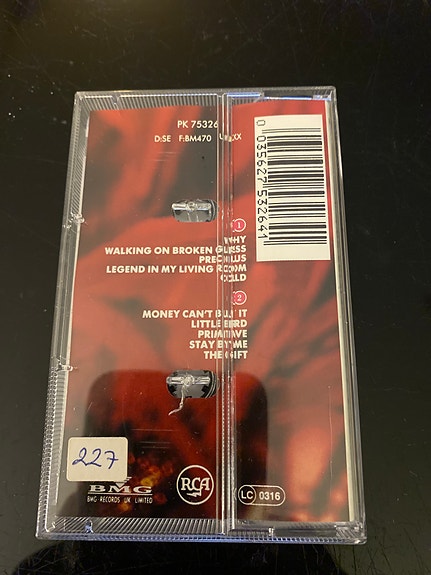 PK 75326
D:SE F:BM470
0 035627 532641
1
WHY
WALKING ON BROKEN GLASS
PRECIOUS
LEGEND IN MY LIVING ROOM
COLD
2
MONEY CAN'T BUY IT
LITTLE BIRD
PRIMITIVE
STAY BY ME
THE GIFT
227
BMG
BMG RECORDS UK LIMITED
RCA
LC 0316